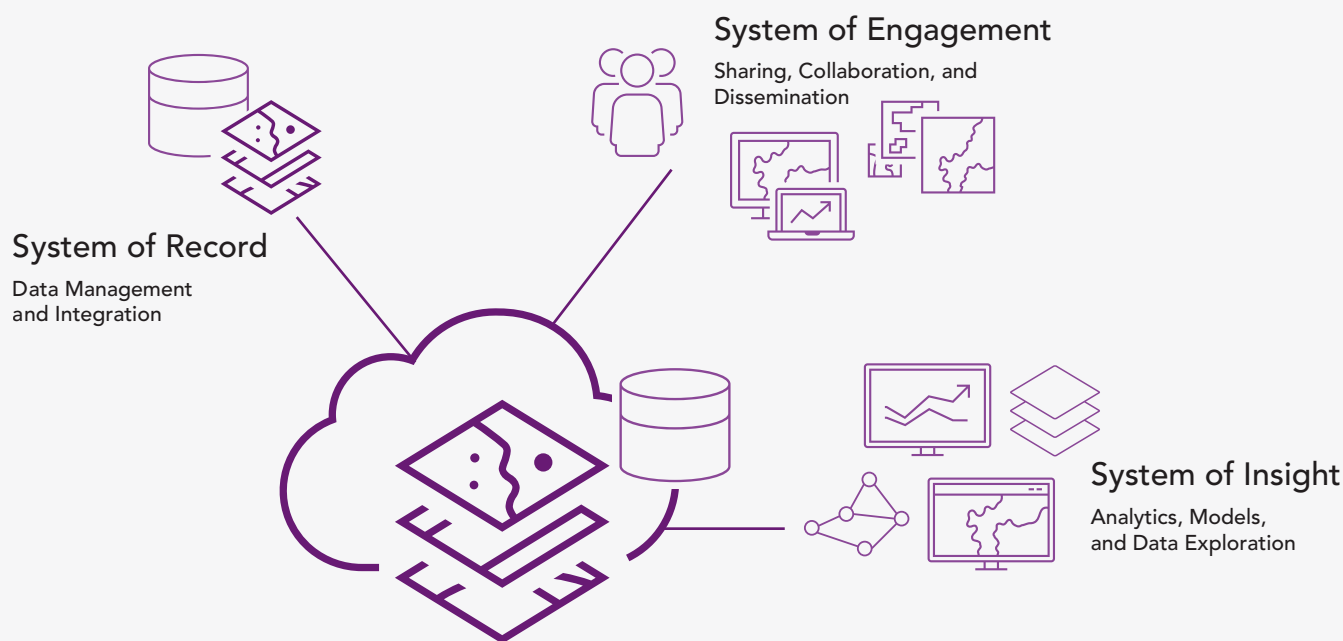 System of Engagement
Sharing, Collaboration, and
Dissemination
System of Record
Data Management
and Integration
System of Insight
Analytics, Models,
and Data Exploration